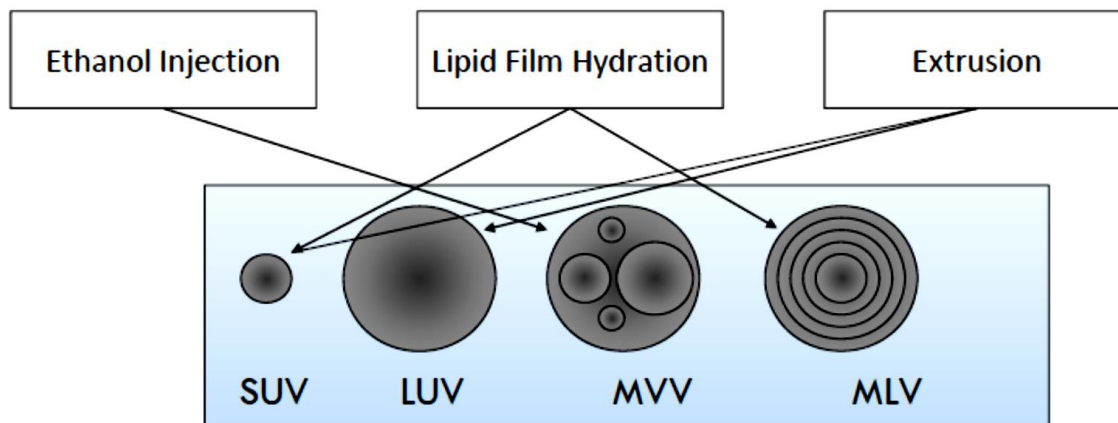 Ethanol Injection
Lipid Film Hydration
Extrusion
SUV
LUV
MVV
MLV